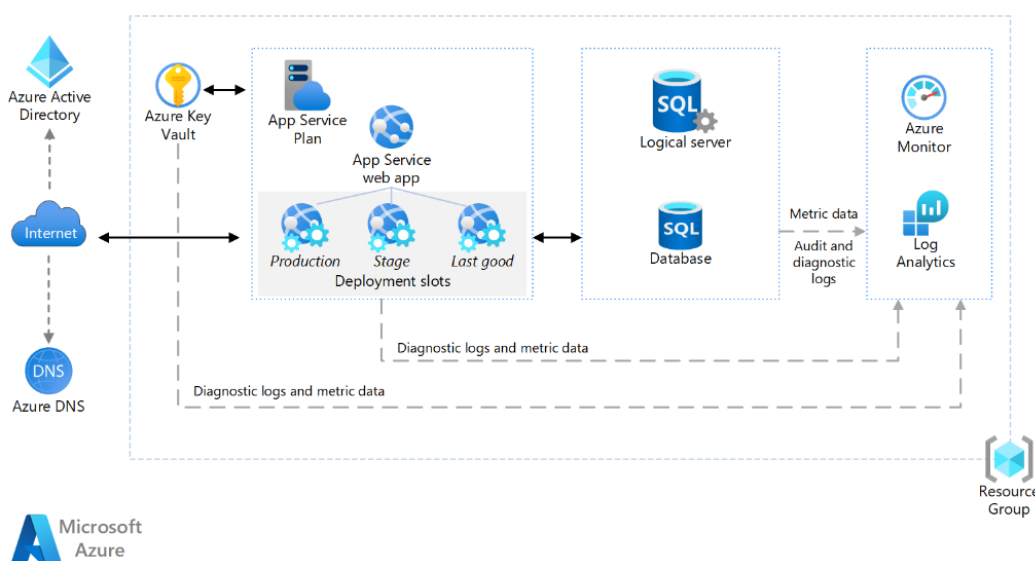 Azure Active
Directory
Internet
DNS
Azure DNS
Azure Key
Vault
App Service
Plan
App Service
web app
Production
Stage
Last good
Deployment slots
SQL
Logical server
SQL
Database
Metric data
Audit and
diagnostic
logs
Azure
Monitor
Log
Analytics
Diagnostic logs and metric data
Diagnostic logs and metric data
Resource
Group
Microsoft
Azure